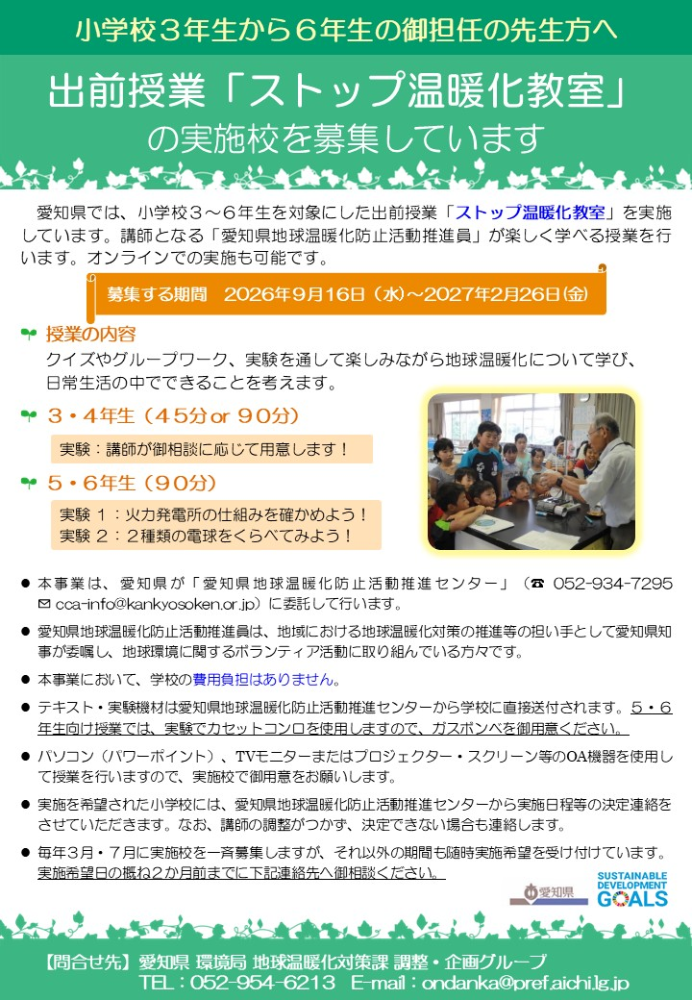 小学校３年生から６年生の御担任の先生方へ
出前授業「ストップ温暖化教室」
の実施校を募集しています
愛知県では、小学校３～６年生を対象にした出前授業「ストップ温暖化教室」を実施
しています。講師となる「愛知県地球温暖化防止活動推進員」が楽しく学べる授業を行
います。オンラインでの実施も可能です。
募集する期間　2026年９月16日（水）～2027年2月26日(金)
授業の内容
クイズやグループワーク、実験を通して楽しみながら地球温暖化について学び、
日常生活の中でできることを考えます。
３・４年生（４５分 or ９０分）
実験：講師が御相談に応じて用意します！
５・６年生（９０分）
実験 １：火力発電所の仕組みを確かめよう！
実験 ２：２種類の電球をくらべてみよう！
● 本事業は、愛知県が「愛知県地球温暖化防止活動推進センター」（☎ 052-934-7295
✉ cca-info@kankyosoken.or.jp）に委託して行います。
● 愛知県地球温暖化防止活動推進員は、地域における地球温暖化対策の推進等の担い手として愛知県知
事が委嘱し、地球環境に関するボランティア活動に取り組んでいる方々です。
● 本事業において、学校の費用負担はありません。
● テキスト・実験機材は愛知県地球温暖化防止活動推進センターから学校に直接送付されます。５・６
年生向け授業では、実験でカセットコンロを使用しますので、ガスボンベを御用意ください。
● パソコン（パワーポイント）、TVモニターまたはプロジェクター・スクリーン等のOA機器を使用し
て授業を行いますので、実施校で御用意をお願いします。
● 実施を希望された小学校には、愛知県地球温暖化防止活動推進センターから実施日程等の決定連絡を
させていただきます。なお、講師の調整がつかず、決定できない場合も連絡します。
● 毎年３月・７月に実施校を一斉募集しますが、それ以外の期間も随時実施希望を受け付けています。
実施希望日の概ね２か月前までに下記連絡先へ御相談ください。
愛知県
SUSTAINABLE
DEVELOPMENT
GOALS
【問合せ先】愛知県 環境局 地球温暖化対策課 調整・企画グループ
TEL：052-954-6213　E-mail：ondanka@pref.aichi.lg.jp